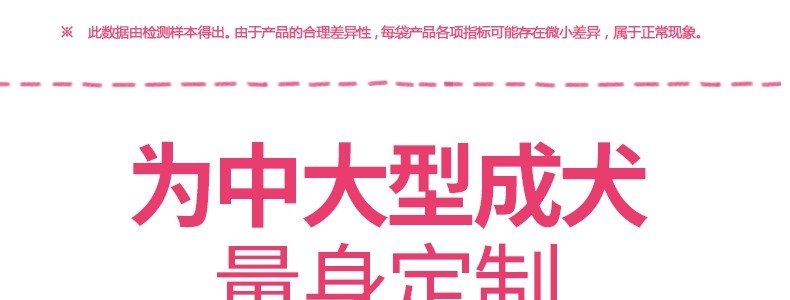 ※ 此数据由检测样本得出。由于产品的合理差异性，每袋产品各项指标可能存在微小差异，属于正常现象。
为中大型成犬
量身定制